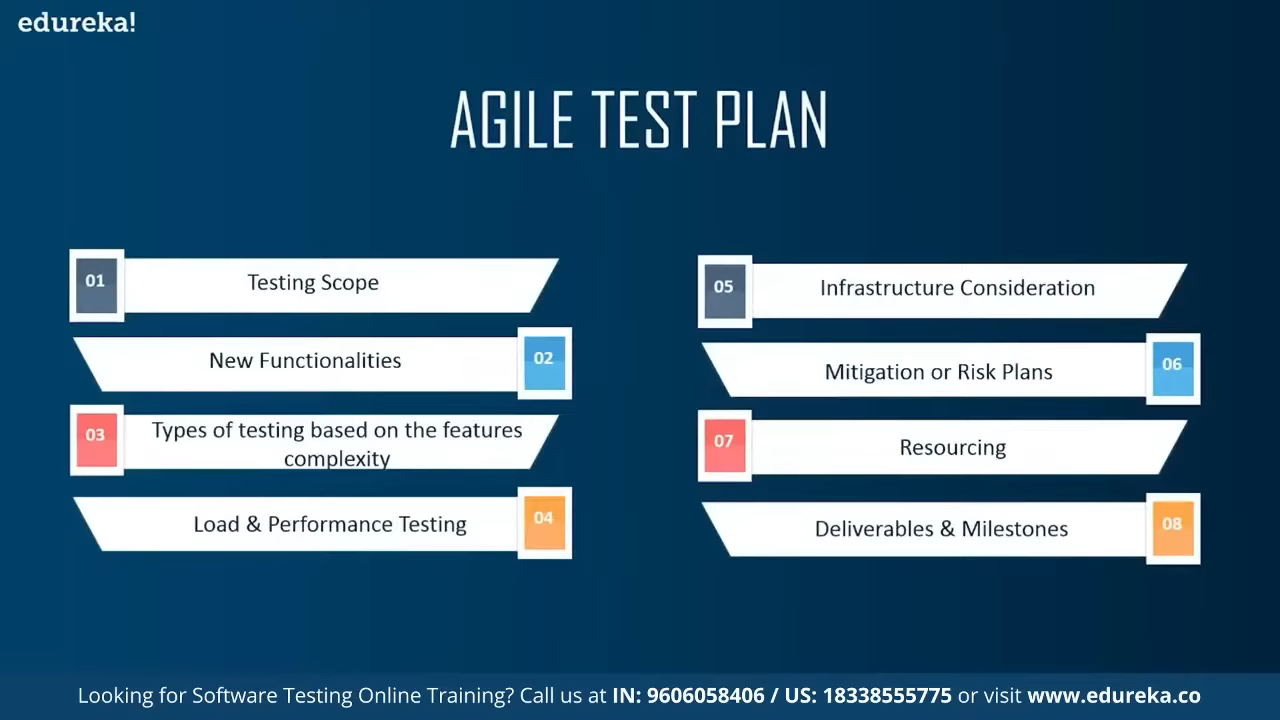 edureka!
AGILE TEST PLAN
01
Testing Scope
New Functionalities
02
03
Types of testing based on the features
complexity
Load & Performance Testing
04
05
Infrastructure Consideration
Mitigation or Risk Plans
06
07
Resourcing
Deliverables & Milestones
08
Looking for Software Testing Online Training? Call us at IN: 9606058406 / US: 18338555775 or visit www.edureka.co